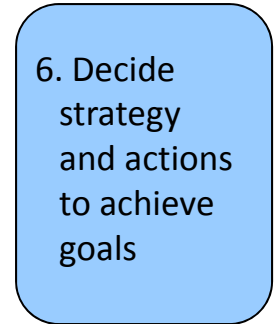 6. Decide
strategy
and actions
to achieve
goals